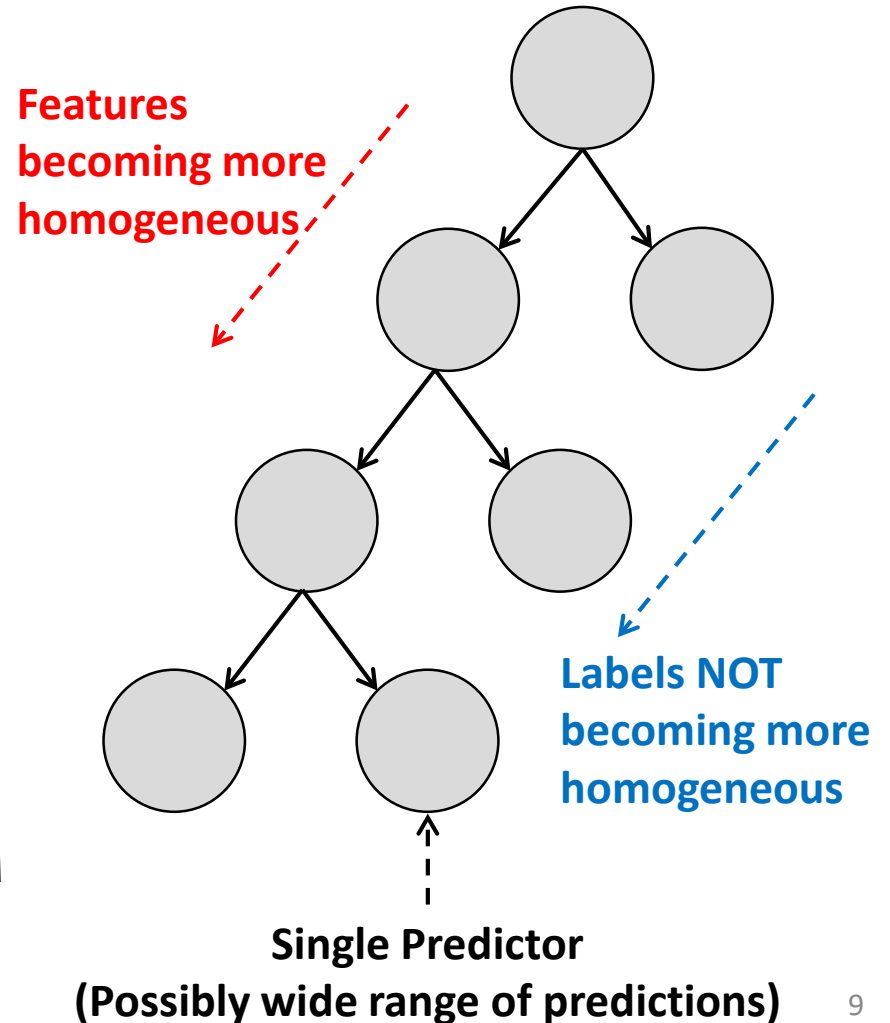 Features
becoming more
homogeneous
Labels NOT
becoming more
homogeneous
Single Predictor
(Possibly wide range of predictions)
9